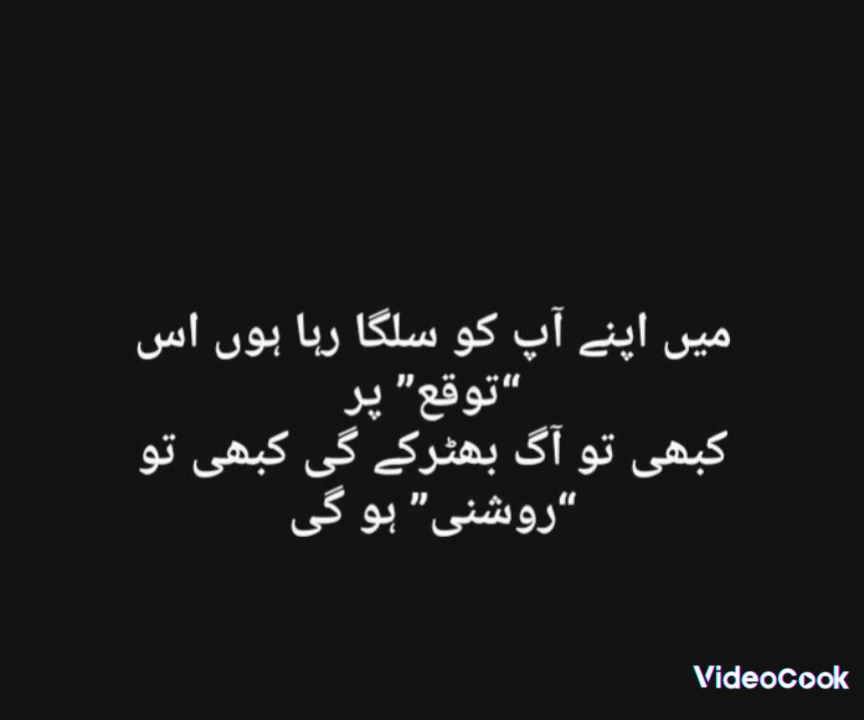 میں اپنے آپ کو سلگا رہا ہوں اس
“توقع” پر
کبھی تو آگ بھٹرکے گی کبھی تو
“روشنی” ہو گی
VideoCook